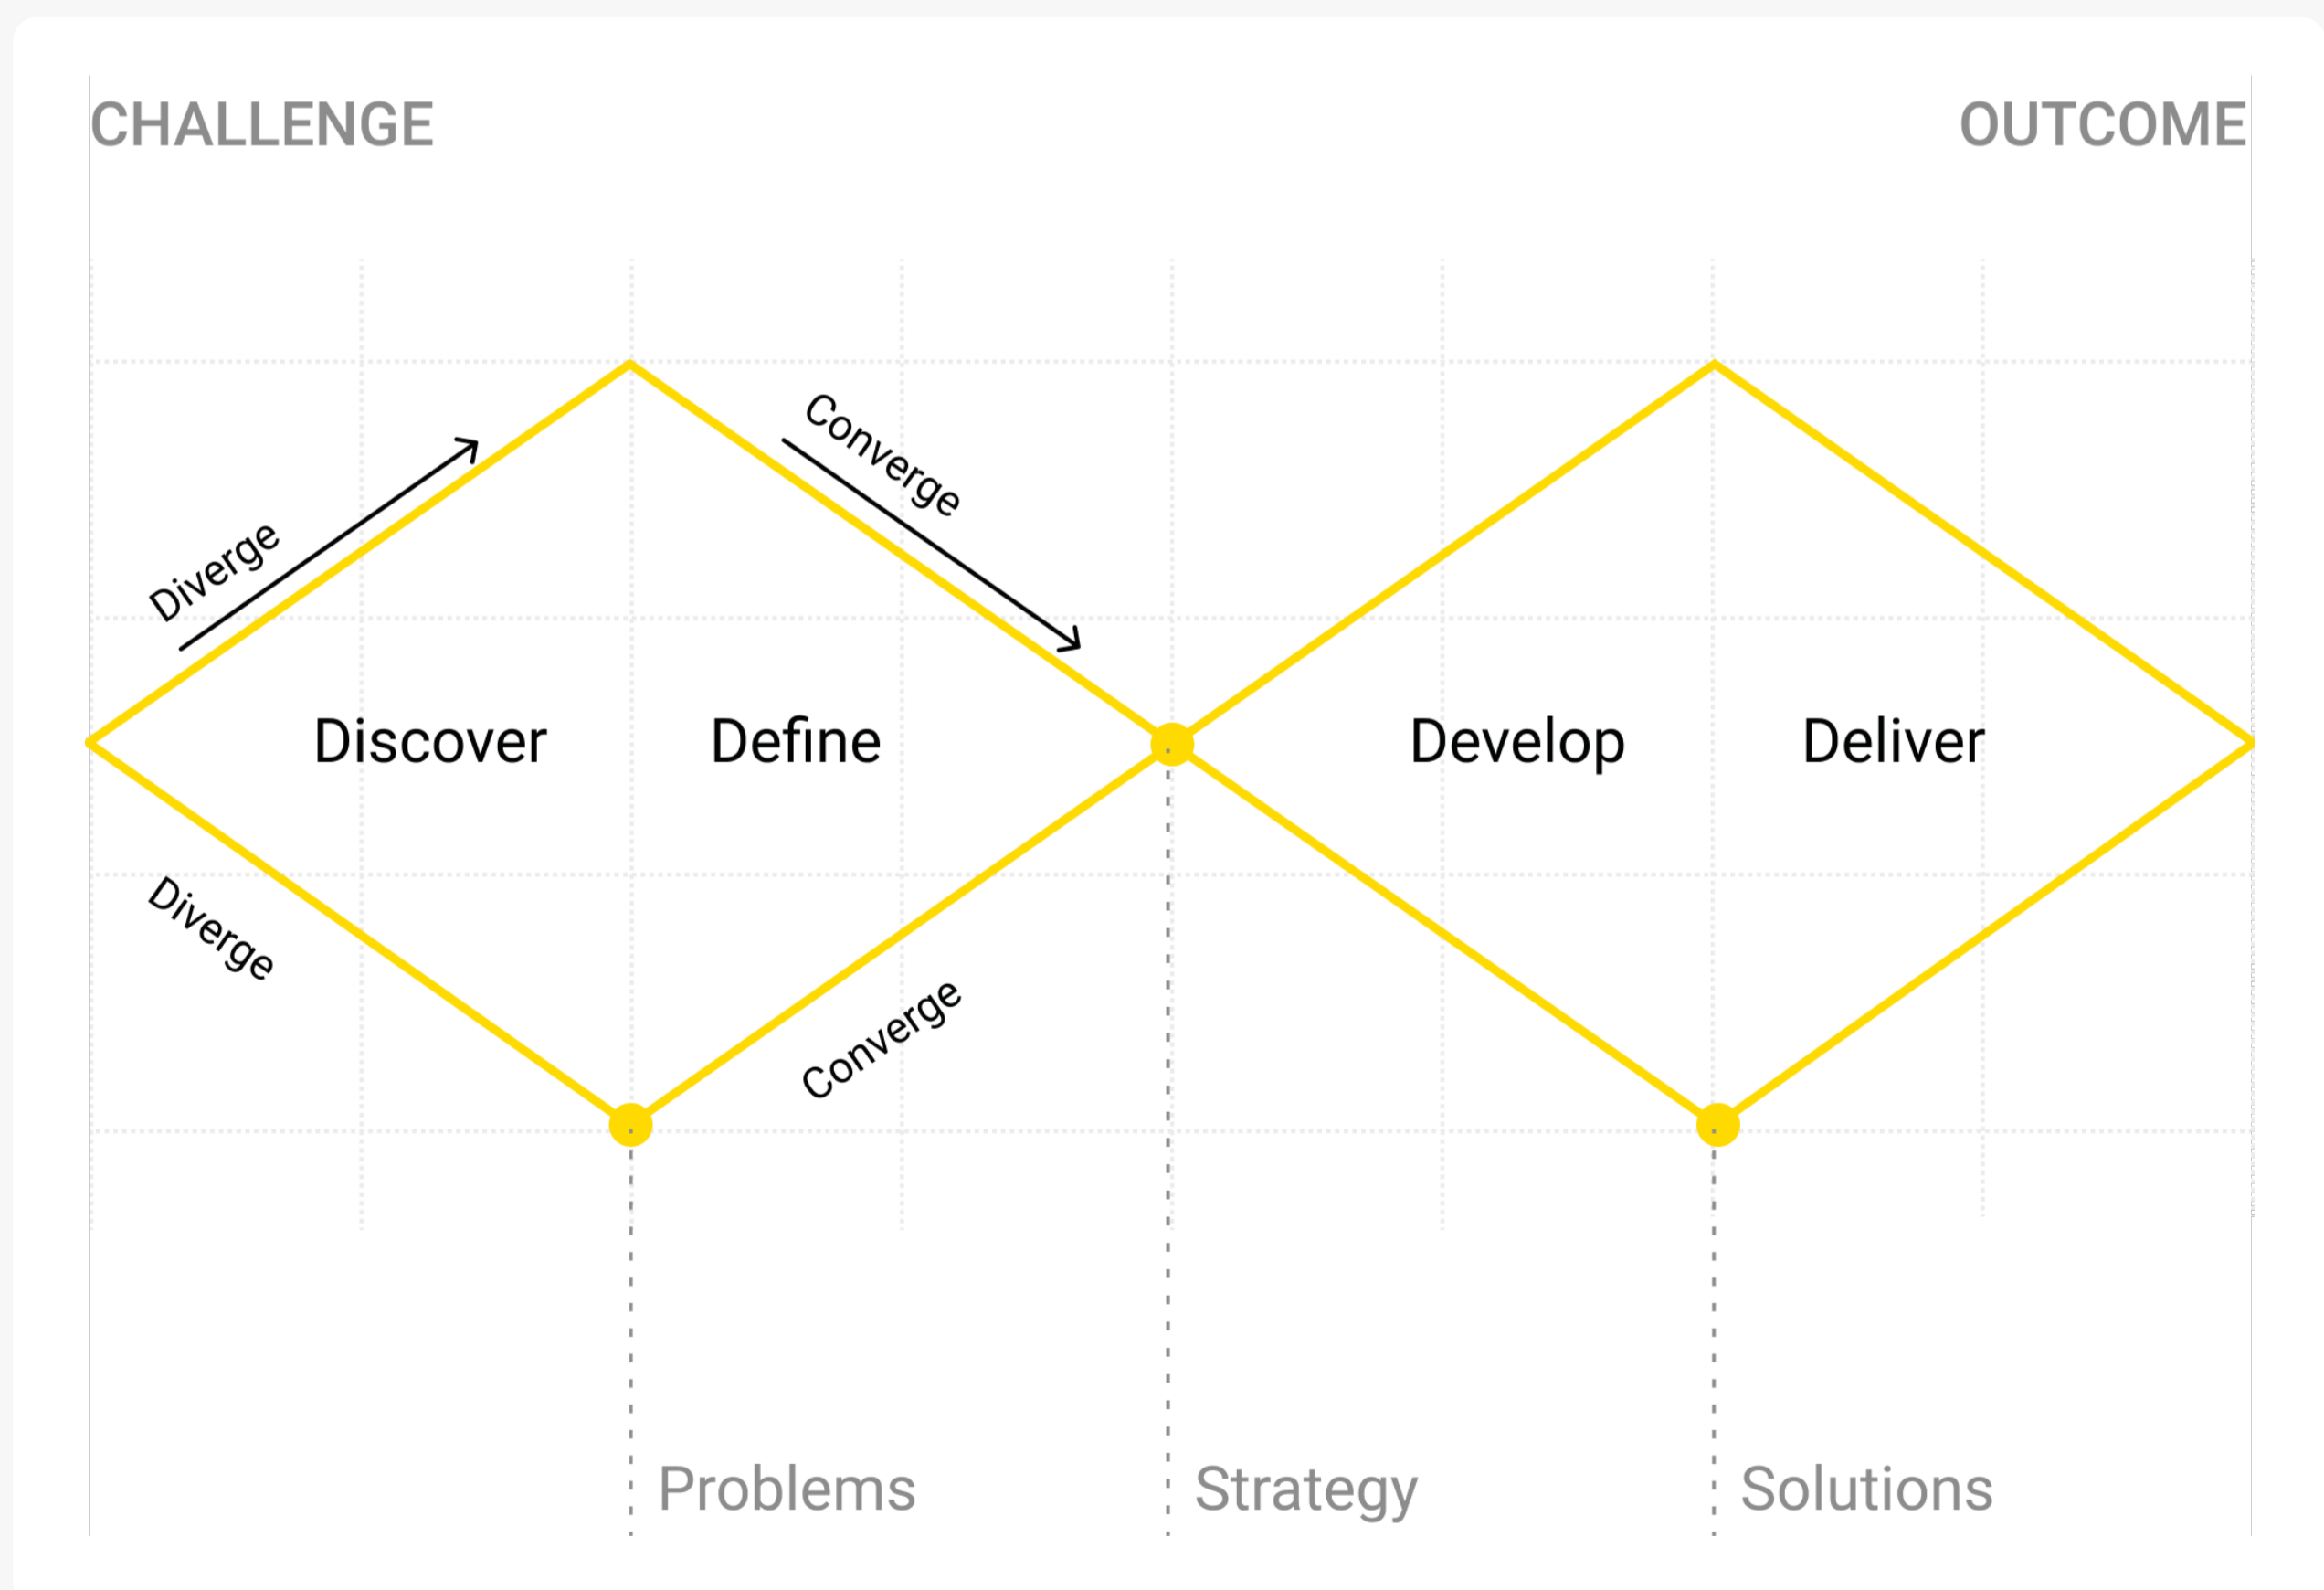 CHALLENGE
OUTCOME
Diverge
Converge
Discover
Define
Develop
Deliver
Diverge
Converge
Problems
Strategy
Solutions